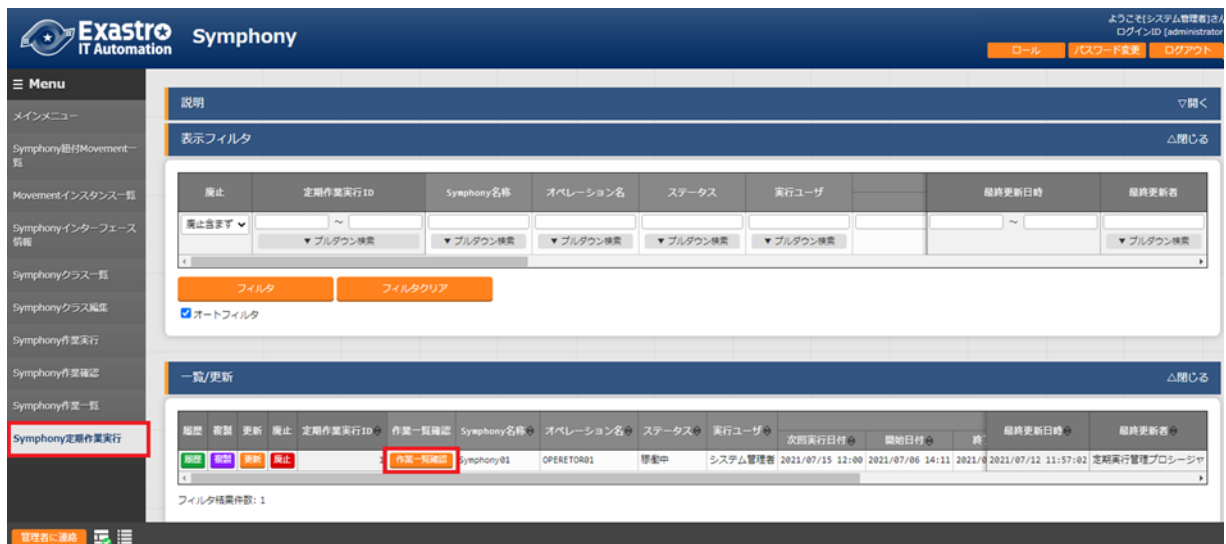 Exastro
IT Automation
Symphony
ようこそ[システム管理者]さん
ログインID [administrator
ロール
パスワード変更
ログアウト
☰ Menu
メインメニュー
Symphony紐付Movement一
覧
Movementインスタンス一覧
Symphonyインターフェース
情報
Symphonyクラス一覧
Symphonyクラス編集
Symphony作業実行
Symphony作業確認
Symphony作業一覧
Symphony定期作業実行
説明
▽開く
表示フィルタ
△閉じる
廃止 定期作業実行ID Symphony名称 オペレーション名 ステータス 実行ユーザ 最終更新日時 最終更新者
廃止含まず ～ ～
▼ プルダウン検索 ▼ プルダウン検索 ▼ プルダウン検索 ▼ プルダウン検索 ▼ プルダウン検索 ▼ プルダウン検索
フィルタ フィルタクリア
オートフィルタ
一覧/更新
△閉じる
履歴 複製 更新 廃止 定期作業実行ID 作業一覧確認 Symphony名称 オペレーション名 ステータス 実行ユーザ 次回実行日付 開始日付 終 最終更新日時 最終更新者
履歴 複製 更新 廃止 1 作業一覧確認 Symphony01 OPERETOR01 稼働中 システム管理者 2021/07/15 12:00 2021/07/06 14:11 2021/0 2021/07/12 11:57:02 定期実行管理プロシージャ
フィルタ結果件数: 1
管理者に連絡